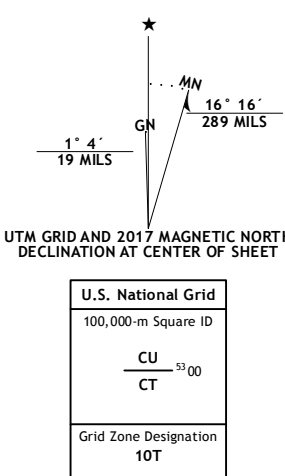 ★
MN
16° 16´
289 MILS
GN
1° 4´
19 MILS
UTM GRID AND 2017 MAGNETIC NORTH
DECLINATION AT CENTER OF SHEET
U.S. National Grid
100,000-m Square ID
CU
53 00
CT
Grid Zone Designation
10T